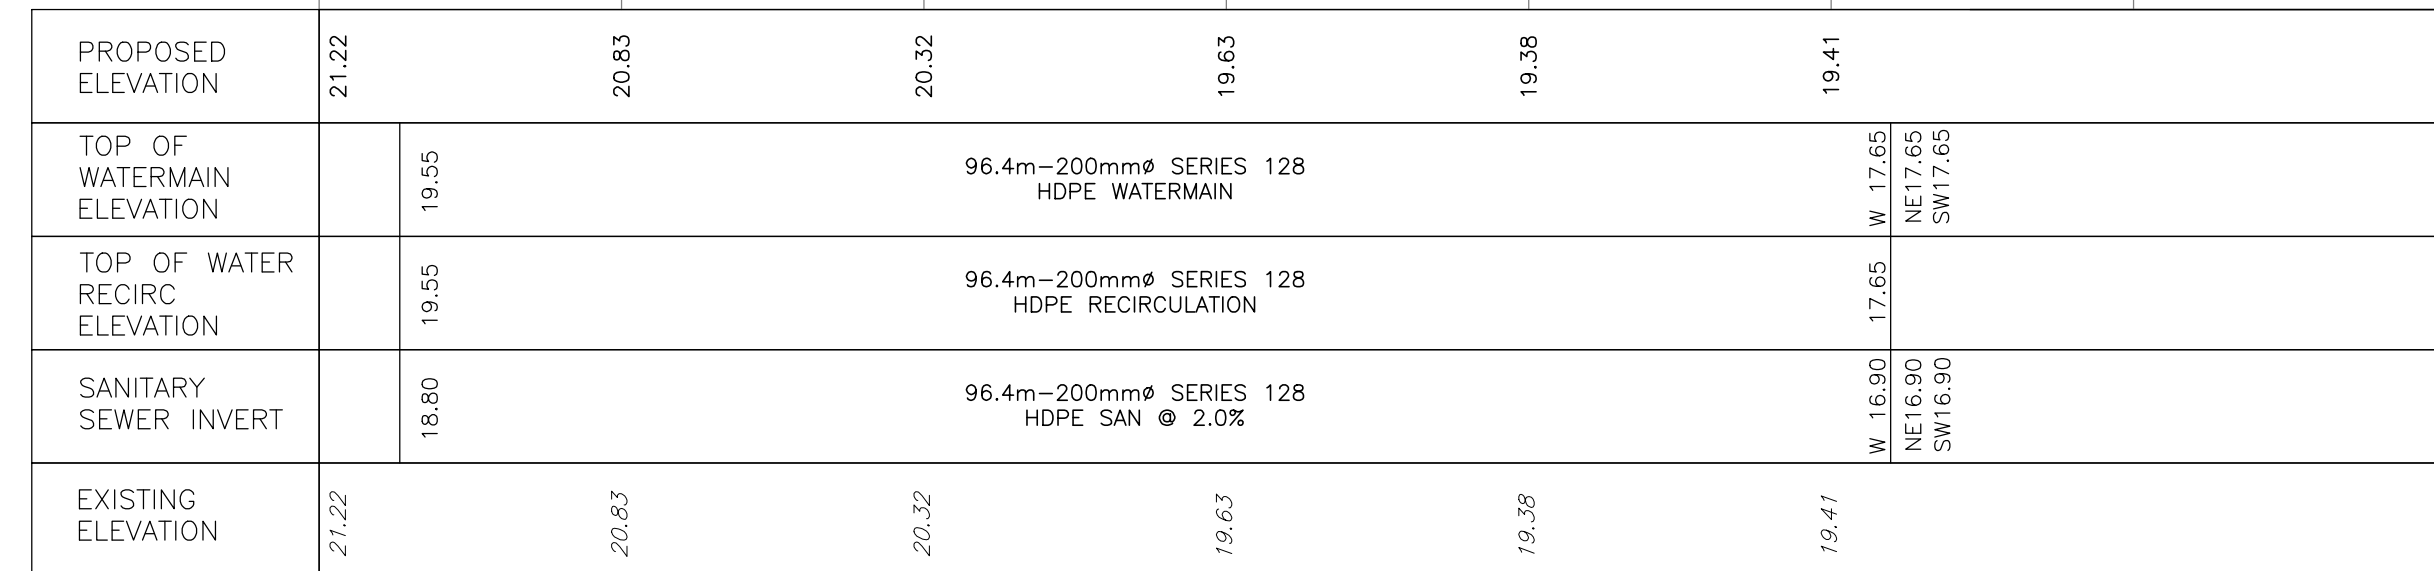 PROPOSED
ELEVATION
21.22
20.83
20.32
19.63
19.38
19.41
TOP OF
WATERMAIN
ELEVATION
19.55
96.4m-200mmø SERIES 128
HDPE WATERMAIN
W 17.65
NE17.65
SW17.65
TOP OF WATER
RECIRC
ELEVATION
19.55
96.4m-200mmø SERIES 128
HDPE RECIRCULATION
17.65
SANITARY
SEWER INVERT
18.80
96.4m-200mmø SERIES 128
HDPE SAN @ 2.0%
W 16.90
NE16.90
SW16.90
EXISTING
ELEVATION
21.22
20.83
20.32
19.63
19.38
19.41